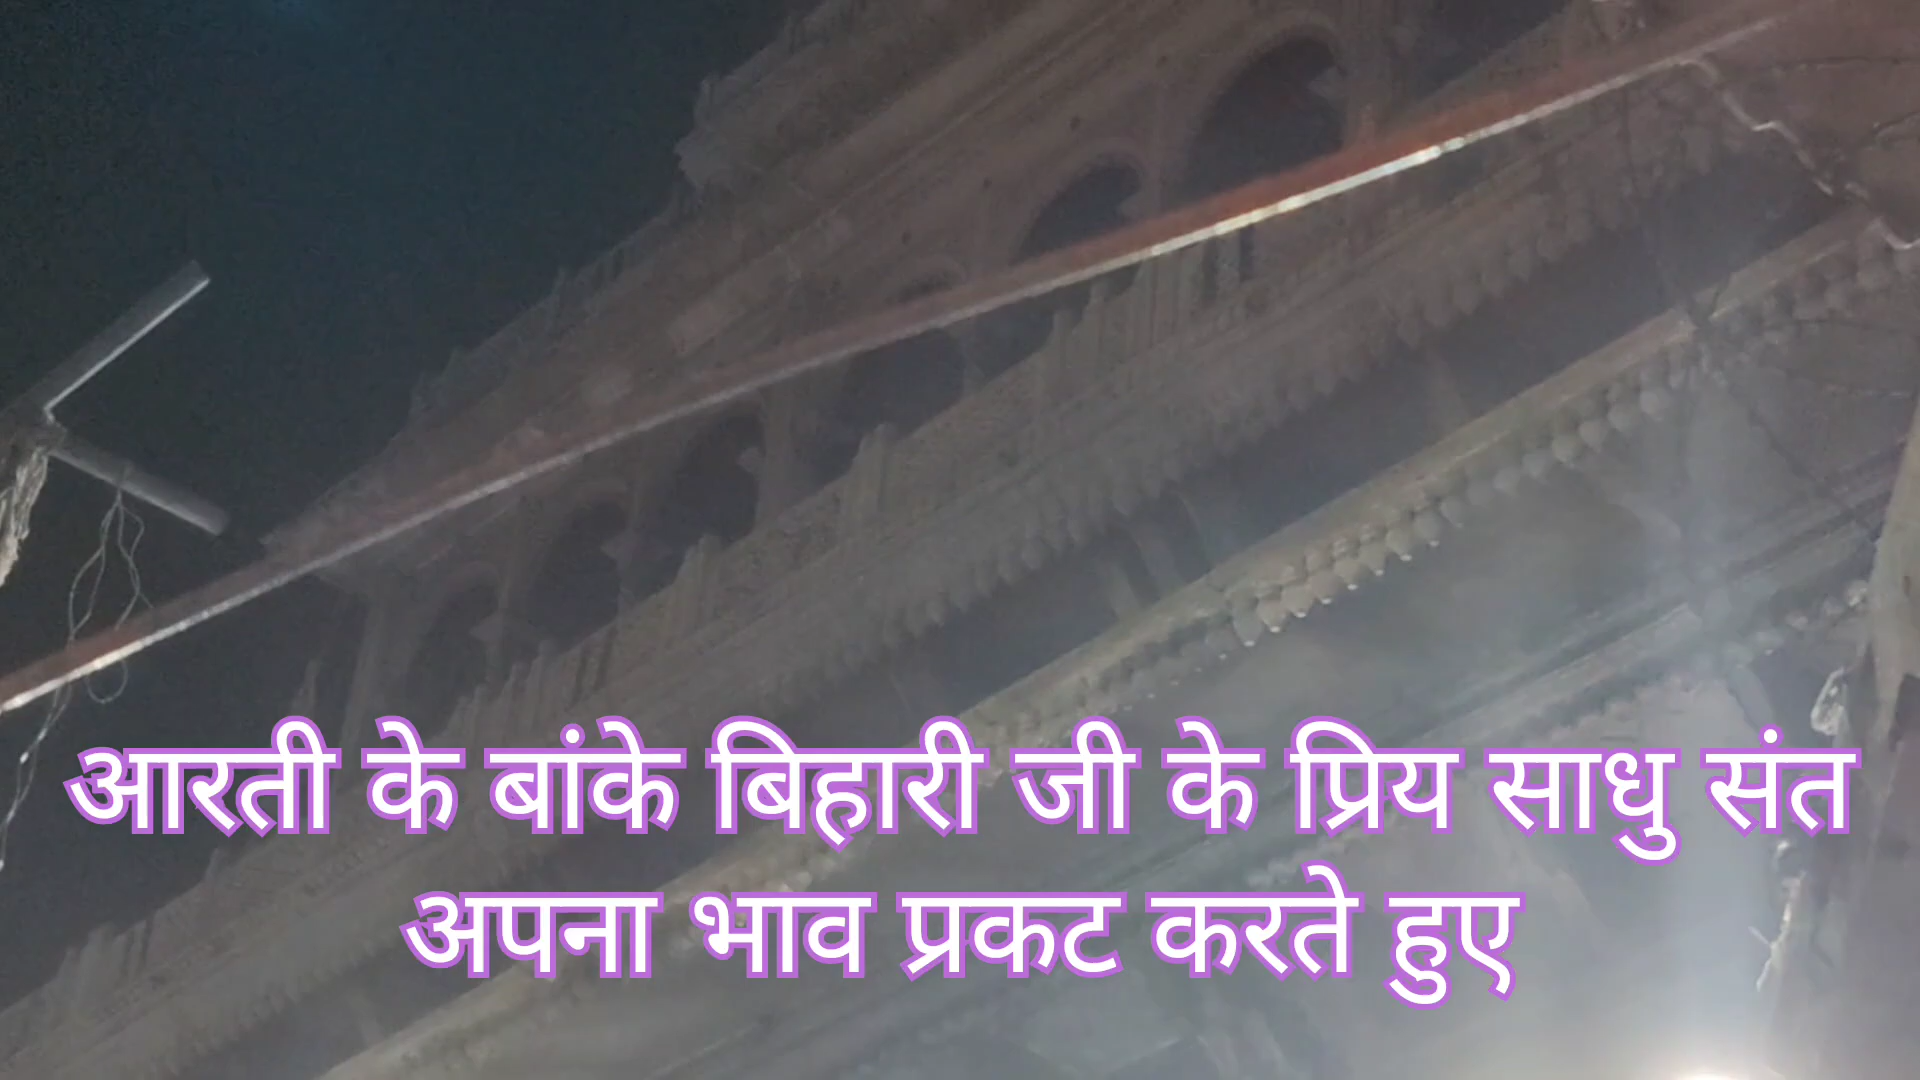 आरती के बांके बिहारी जी के प्रिय साधु संत
अपना भाव प्रकट करते हुए